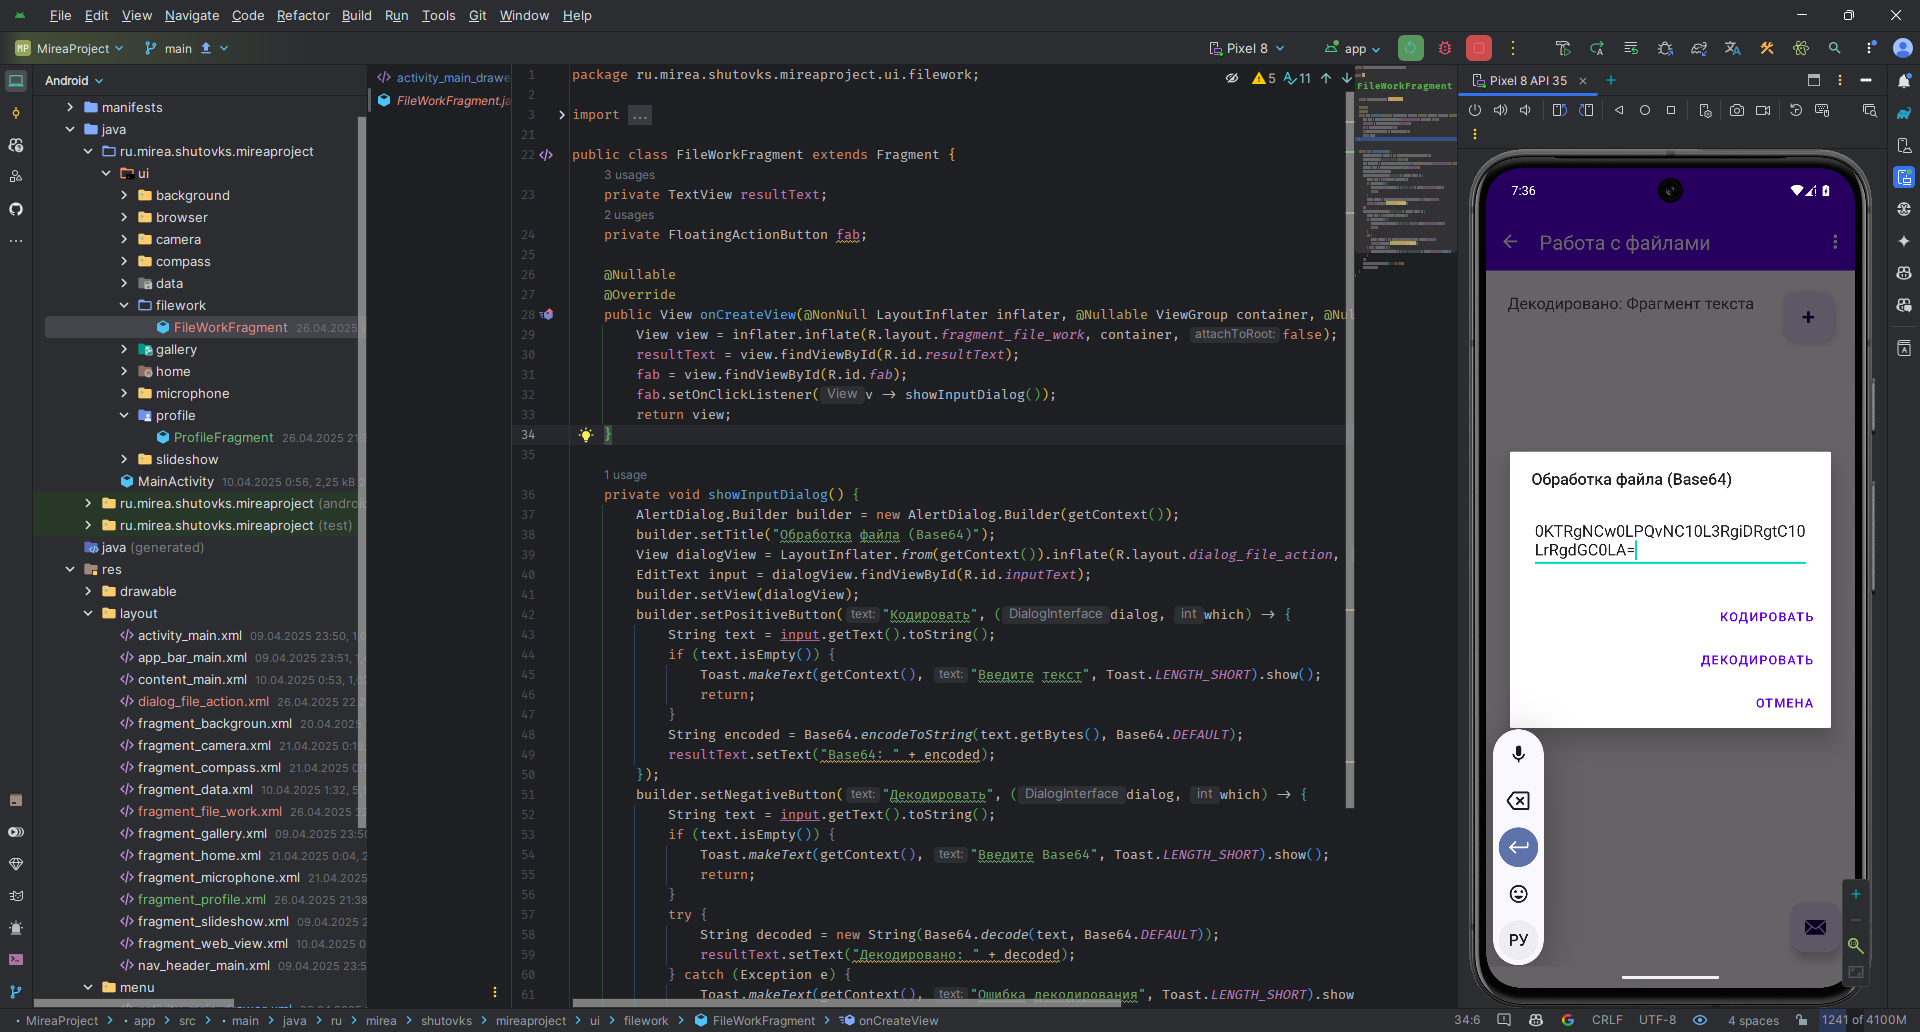 File Edit View Navigate Code Refactor Build Run Tools Git Window Help
MP MireaProject main Pixel 8 app
Android
manifests
java
ru.mirea.shutovks.mireaproject
ui
background
browser
camera
compass
data
filework
FileWorkFragment 26.04.2025
gallery
home
microphone
profile
ProfileFragment 26.04.2025
slideshow
MainActivity 10.04.2025 0:56, 2,25 kB
ru.mirea.shutovks.mireaproject
ru.mirea.shutovks.mireaproject (test)
java (generated)
res
drawable
layout
activity_main.xml 09.04.2025 23:50,
app_bar_main.xml 09.04.2025 23:51,
content_main.xml 10.04.2025 0:53,
dialog_file_action.xml 26.04.2025
fragment_backgroun.xml 20.04.2025
fragment_camera.xml 21.04.2025
fragment_compass.xml 21.04.2025
fragment_data.xml 10.04.2025 1:32,
fragment_file_work.xml 26.04.2025
fragment_gallery.xml 09.04.2025
fragment_home.xml 21.04.2025 0:04,
fragment_microphone.xml 21.04.2025
fragment_profile.xml 26.04.2025 21:38
fragment_slideshow.xml 09.04.2025
fragment_web_view.xml 10.04.2025
nav_header_main.xml 09.04.2025
menu
activity_main_drawe
FileWorkFragment.ja
5 11
1 package ru.mirea.shutovks.mireaproject.ui.filework;
2
3 import ...
21
22 public class FileWorkFragment extends Fragment {
3 usages
23 private TextView resultText;
2 usages
24 private FloatingActionButton fab;
25
26 @Nullable
27 @Override
28 public View onCreateView(@NonNull LayoutInflater inflater, @Nullable ViewGroup container, @Nul
29 View view = inflater.inflate(R.layout.fragment_file_work, container, attachToRoot: false);
30 resultText = view.findViewById(R.id.resultText);
31 fab = view.findViewById(R.id.fab);
32 fab.setOnClickListener( View v -> showInputDialog());
33 return view;
34 }
35
1 usage
36 private void showInputDialog() {
37 AlertDialog.Builder builder = new AlertDialog.Builder(getContext());
38 builder.setTitle("Обработка файла (Base64)");
39 View dialogView = LayoutInflater.from(getContext()).inflate(R.layout.dialog_file_action,
40 EditText input = dialogView.findViewById(R.id.inputText);
41 builder.setView(dialogView);
42 builder.setPositiveButton( text: "Кодировать", ( DialogInterface dialog, int which) -> {
43 String text = input.getText().toString();
44 if (text.isEmpty()) {
45 Toast.makeText(getContext(), text: "Введите текст", Toast.LENGTH_SHORT).show();
46 return;
47 }
48 String encoded = Base64.encodeToString(text.getBytes(), Base64.DEFAULT);
49 resultText.setText("Base64: " + encoded);
50 });
51 builder.setNegativeButton( text: "Декодировать", ( DialogInterface dialog, int which) -> {
52 String text = input.getText().toString();
53 if (text.isEmpty()) {
54 Toast.makeText(getContext(), text: "Введите Base64", Toast.LENGTH_SHORT).show();
55 return;
56 }
57 try {
58 String decoded = new String(Base64.decode(text, Base64.DEFAULT));
59 resultText.setText("Декодировано: " + decoded);
60 } catch (Exception e) {
61 Toast.makeText(getContext(), text: "Ошибка декодирования", Toast.LENGTH_SHORT).show
FileWorkFragment
Pixel 8 API 35
7:36
Работа с файлами
Декодировано: Фрагмент текста
Обработка файла (Base64)
0KTRgNCw0LPQvNC10L3RgiDRgtC10
LrRgdGC0LA=
КОДИРОВАТЬ
ДЕКОДИРОВАТЬ
ОТМЕНА
РУ
MireaProject > app > src > main > java > ru > mirea > shutovks > mireaproject > ui > filework > FileWorkFragment > onCreateView
34:6 CRLF UTF-8 4 spaces 1241 of 4100M